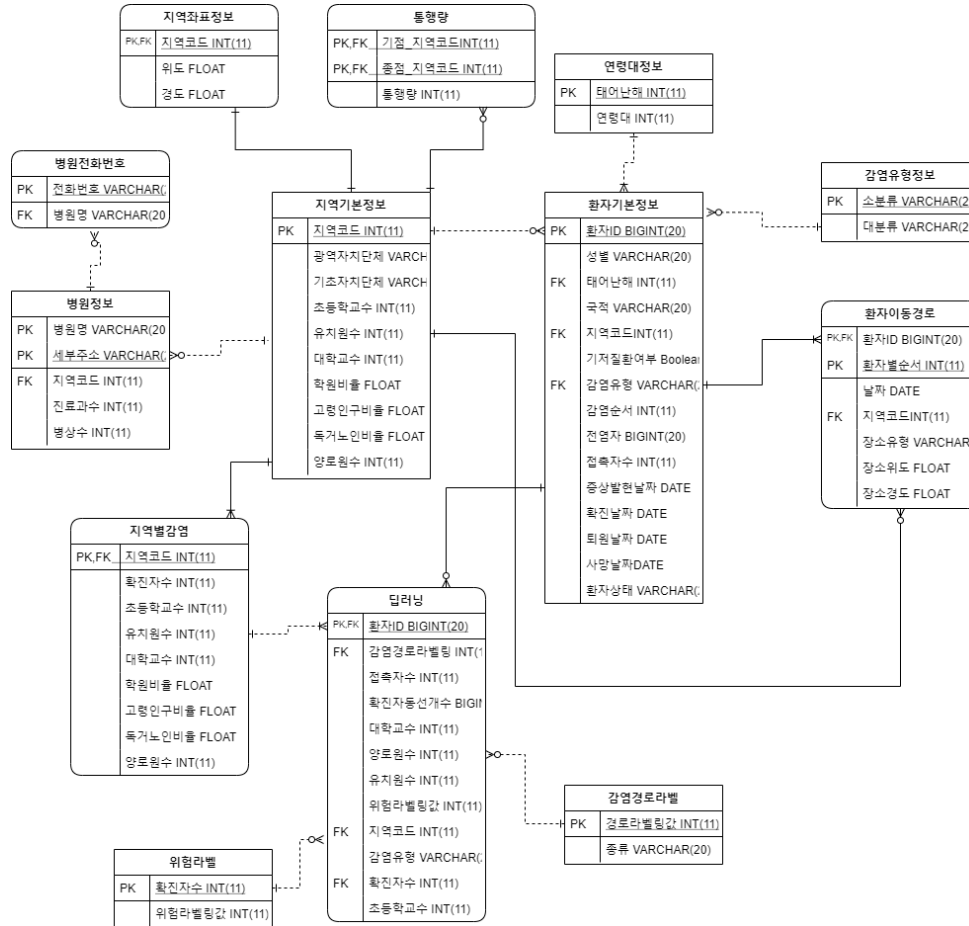 지역좌표정보
PK,FK 지역코드 INT(11)
위도 FLOAT
경도 FLOAT
통행량
PK,FK 기점_지역코드INT(11)
PK,FK 종점_지역코드 INT(11)
통행량 INT(11)
연령대정보
PK 태어난해 INT(11)
연령대 INT(11)
병원전화번호
PK 전화번호 VARCHAR(
FK 병원명 VARCHAR(20
감염유형정보
PK 소분류 VARCHAR(2
대분류 VARCHAR(2
지역기본정보
PK 지역코드 INT(11)
광역자치단체 VARCH
기초자치단체 VARCH
초등학교수 INT(11)
유치원수 INT(11)
대학교수 INT(11)
학원비율 FLOAT
고령인구비율 FLOAT
독거노인비율 FLOAT
양로원수 INT(11)
환자기본정보
PK 환자ID BIGINT(20)
성별 VARCHAR(20)
FK 태어난해 INT(11)
국적 VARCHAR(20)
FK 지역코드INT(11)
기저질환여부 Boolea
FK 감염유형 VARCHAR(
감염순서 INT(11)
전염자 BIGINT(20)
접촉자수 INT(11)
증상발현날짜 DATE
확진날짜 DATE
퇴원날짜 DATE
사망날짜DATE
환자상태 VARCHAR(
병원정보
PK 병원명 VARCHAR(20
PK 세부주소 VARCHAR(
FK 지역코드 INT(11)
진료과수 INT(11)
병상수 INT(11)
환자이동경로
PK,FK 환자ID BIGINT(20)
PK 환자별순서 INT(11)
날짜 DATE
FK 지역코드INT(11)
장소유형 VARCHAR
장소위도 FLOAT
장소경도 FLOAT
지역별감염
PK,FK 지역코드 INT(11)
확진자수 INT(11)
초등학교수 INT(11)
유치원수 INT(11)
대학교수 INT(11)
학원비율 FLOAT
고령인구비율 FLOAT
독거노인비율 FLOAT
양로원수 INT(11)
딥러닝
PK,FK 환자ID BIGINT(20)
FK 감염경로라벨링 INT(
접촉자수 INT(11)
확진자동선개수 BIGI
대학교수 INT(11)
양로원수 INT(11)
유치원수 INT(11)
위험라벨링값 INT(11)
FK 지역코드 INT(11)
감염유형 VARCHAR(
FK 확진자수 INT(11)
초등학교수 INT(11)
감염경로라벨
PK 경로라벨링값 INT(11)
종류 VARCHAR(20)
위험라벨
PK 확진자수 INT(11)
위험라벨링값 INT(11)